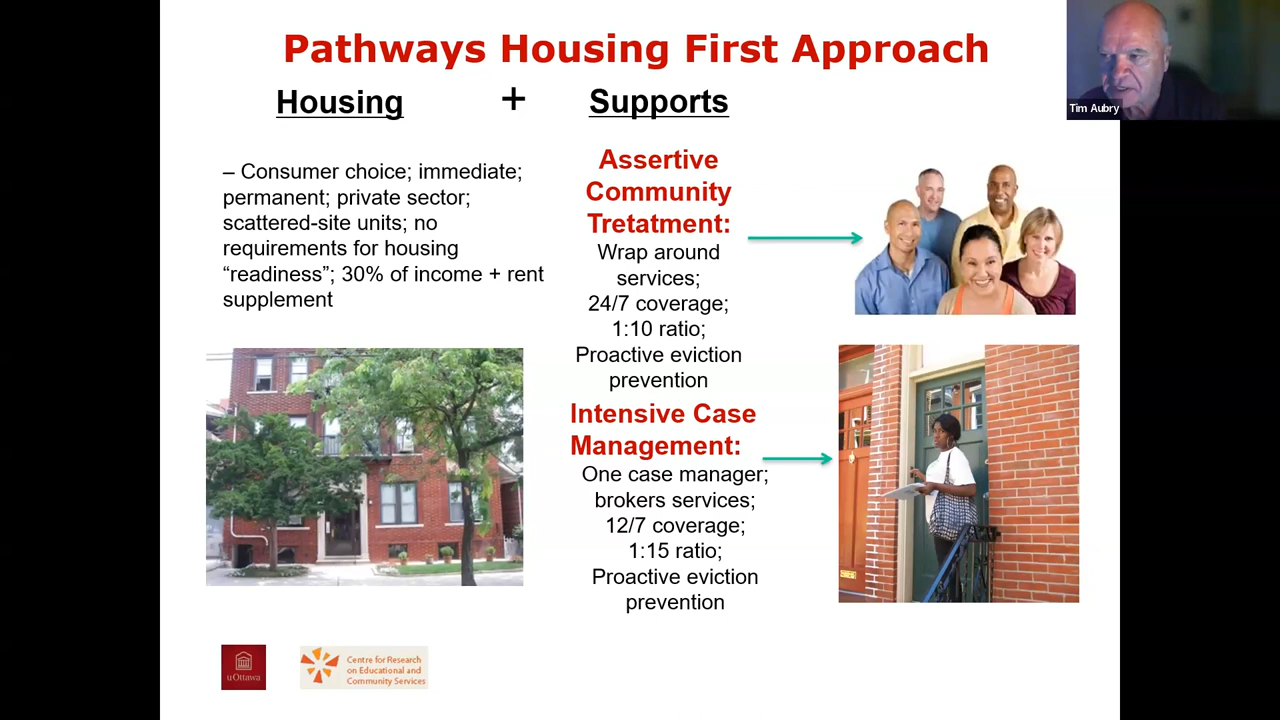 Pathways Housing First Approach
Housing + Supports
– Consumer choice; immediate;
permanent; private sector;
scattered-site units; no
requirements for housing
“readiness”; 30% of income + rent
supplement
Assertive
Community
Tretatment:
Wrap around
services;
24/7 coverage;
1:10 ratio;
Proactive eviction
prevention
Intensive Case
Management:
One case manager;
brokers services;
12/7 coverage;
1:15 ratio;
Proactive eviction
prevention
uOttawa
Centre for Research
on Educational and
Community Services
Tim Aubry